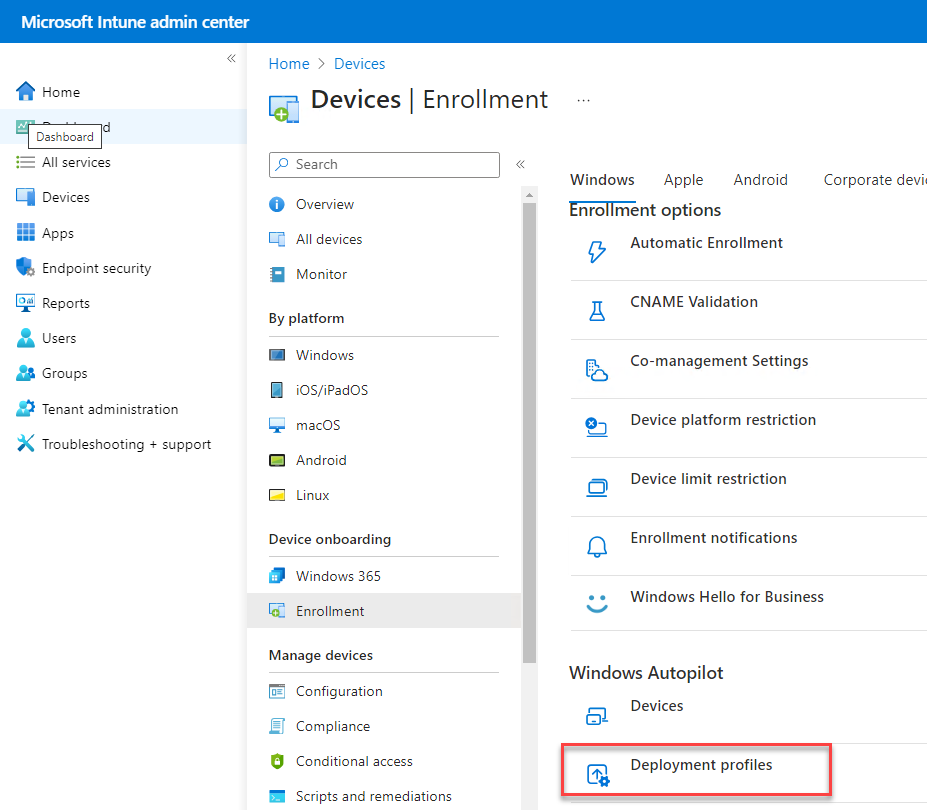 Microsoft Intune admin center
«
Home
Dashboard
All services
Devices
Apps
Endpoint security
Reports
Users
Groups
Tenant administration
Troubleshooting + support
Home > Devices
Devices | Enrollment ...
Search
«
Overview
All devices
Monitor
By platform
Windows
iOS/iPadOS
macOS
Android
Linux
Device onboarding
Windows 365
Enrollment
Manage devices
Configuration
Compliance
Conditional access
Scripts and remediations
Windows Apple Android Corporate devi
Enrollment options
Automatic Enrollment
CNAME Validation
Co-management Settings
Device platform restriction
Device limit restriction
Enrollment notifications
Windows Hello for Business
Windows Autopilot
Devices
Deployment profiles